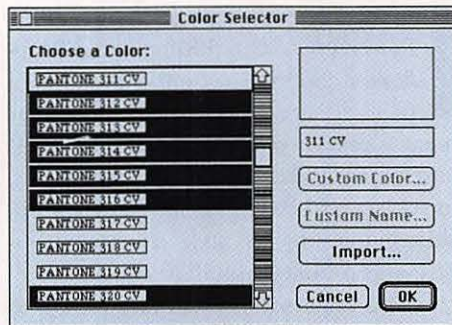 Color Selector
Choose a Color:
PANTONE 311 CV
PANTONE 312 CV
PANTONE 313 CV
PANTONE 314 CV
PANTONE 315 CV
PANTONE 316 CV
PANTONE 317 CV
PANTONE 318 CV
PANTONE 319 CV
PANTONE 320 CV
311 CV
Custom Color...
Custom Name...
Import...
Cancel
OK